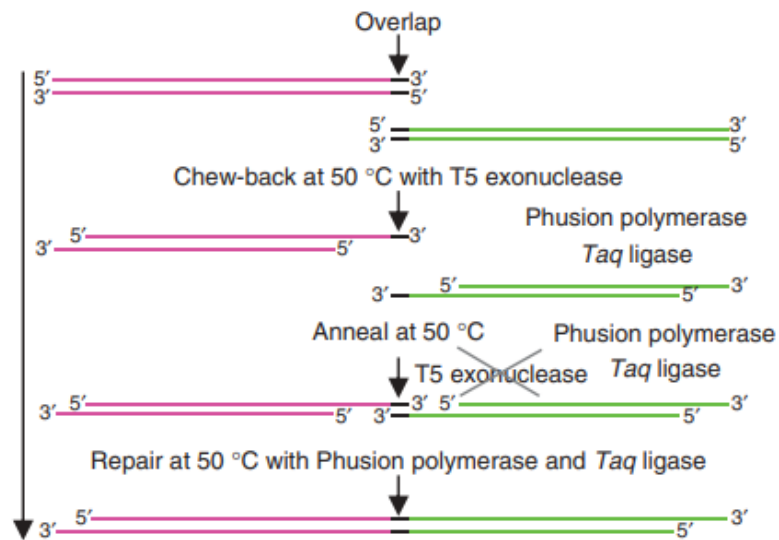 Overlap
5′ 3′
3′ 5′
5′ 3′
3′ 5′
Chew-back at 50 °C with T5 exonuclease
5′ 3′ Phusion polymerase
3′ 5′ Taq ligase
5′ 3′
3′ 5′
Anneal at 50 °C Phusion polymerase
T5 exonuclease Taq ligase
5′ 3′ 5′ 3′
3′ 5′ 3′ 5′
Repair at 50 °C with Phusion polymerase and Taq ligase
5′ 3′
3′ 5′